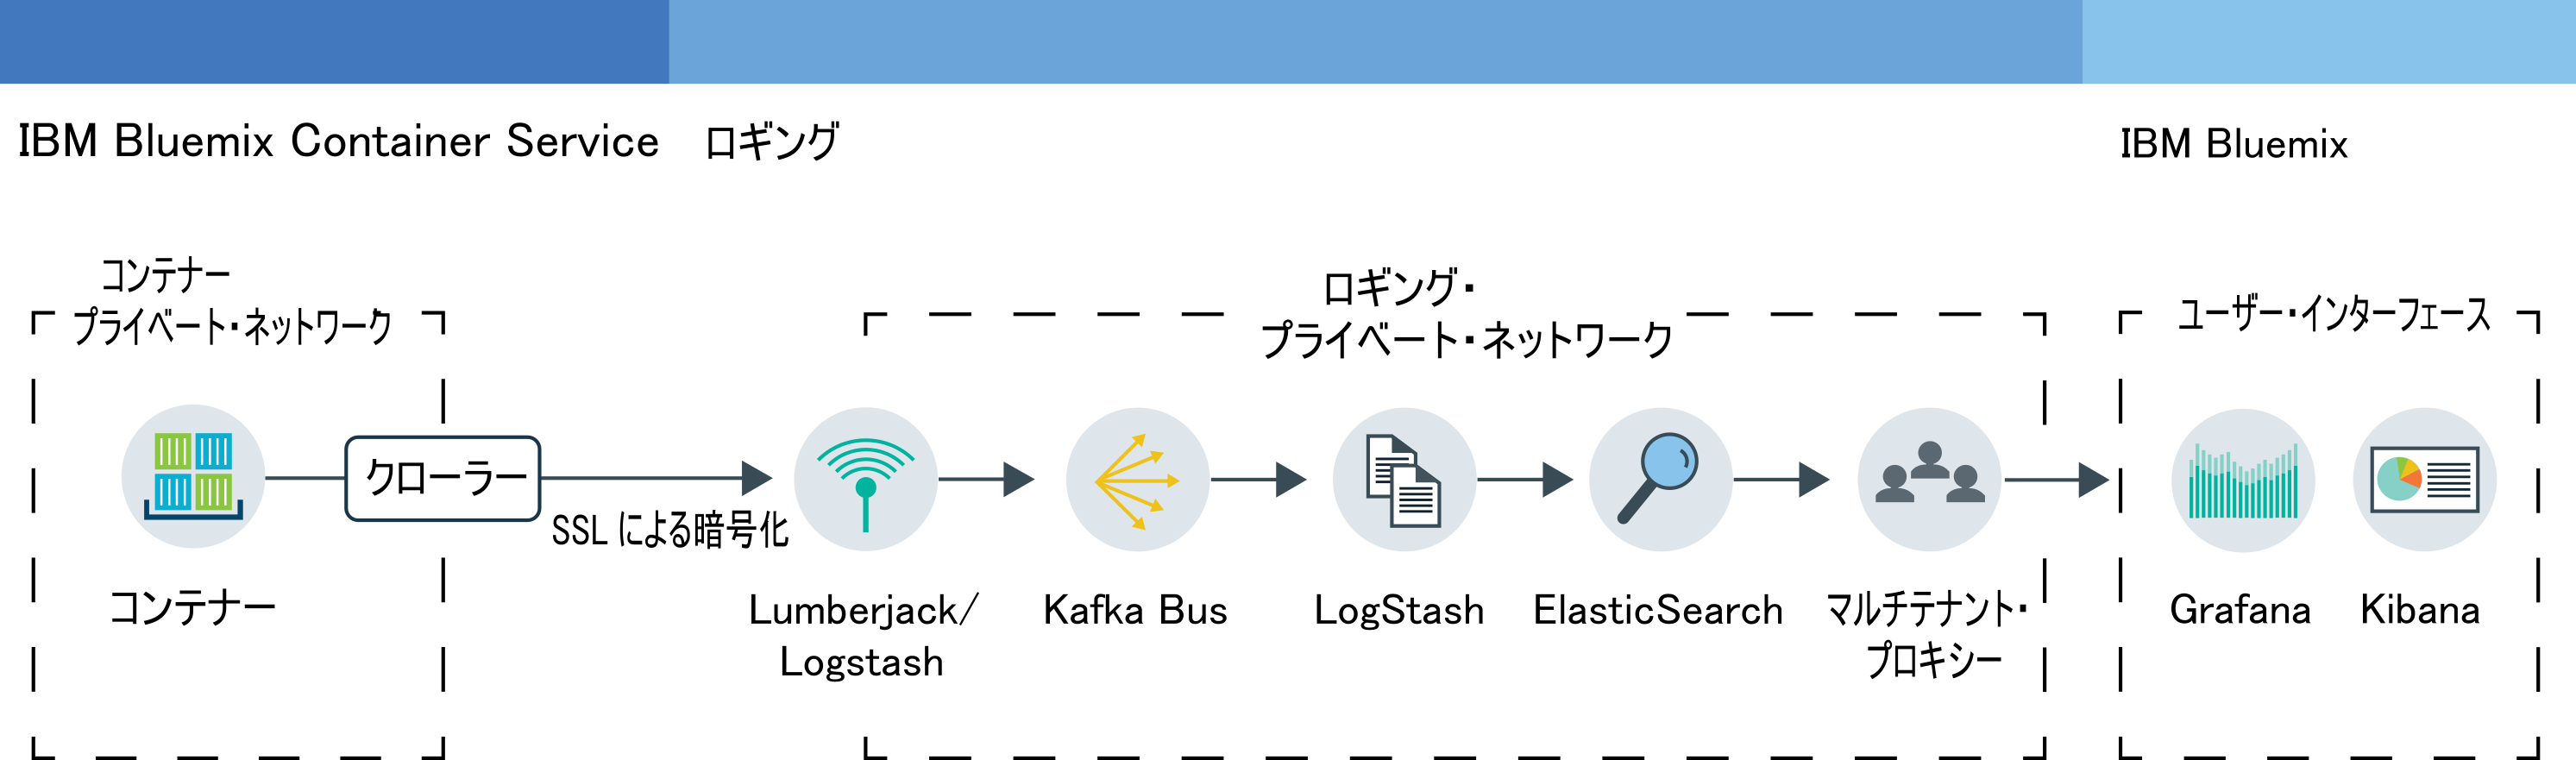 IBM Bluemix Container Service
ロギング
IBM Bluemix
コンテナー
プライベート・ネットワーク
ロギング・
プライベート・ネットワーク
ユーザー・インターフェース
クローラー
SSL による暗号化
コンテナー
Lumberjack/
Logstash
Kafka Bus
LogStash
ElasticSearch
マルチテナント・
プロキシー
Grafana
Kibana